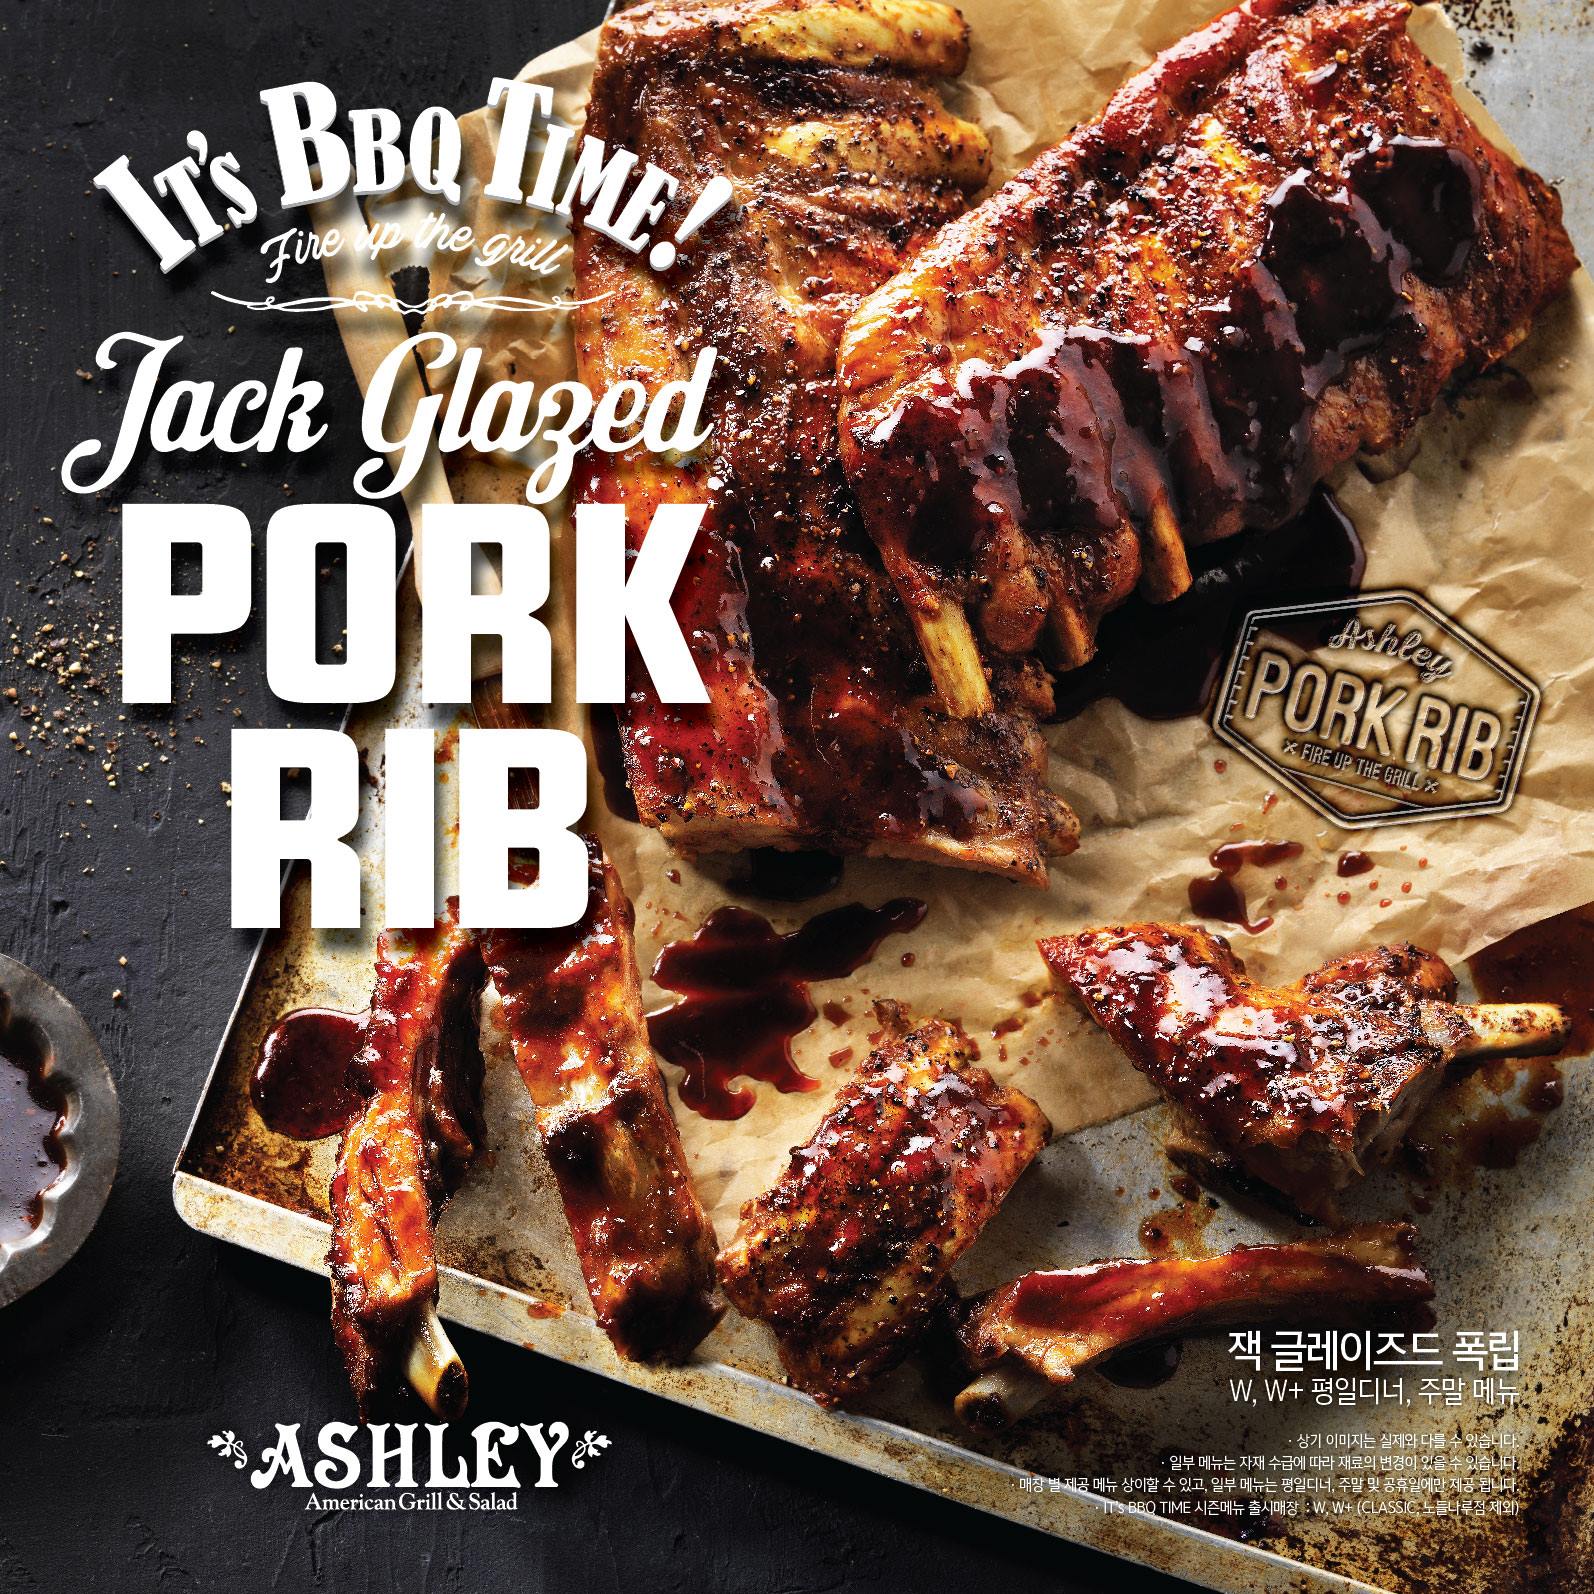 IT'S BBQ TIME!
Fire up the grill
Jack Glazed
PORK
RIB
Ashley
PORK RIB
× FIRE UP THE GRILL ×
잭 글레이즈드 폭립
W, W+ 평일디너, 주말 메뉴
· 상기 이미지는 실제와 다를 수 있습니다.
· 일부 메뉴는 자재 수급에 따라 재료의 변경이 있을 수 있습니다.
· 매장 별 제공 메뉴 상이할 수 있고, 일부 메뉴는 평일디너, 주말 및 공휴일에만 제공 됩니다.
· IT's BBQ TIME 시즌메뉴 출시매장 : W, W+ (CLASSIC, 노들나루점 제외)
ASHLEY
American Grill & Salad